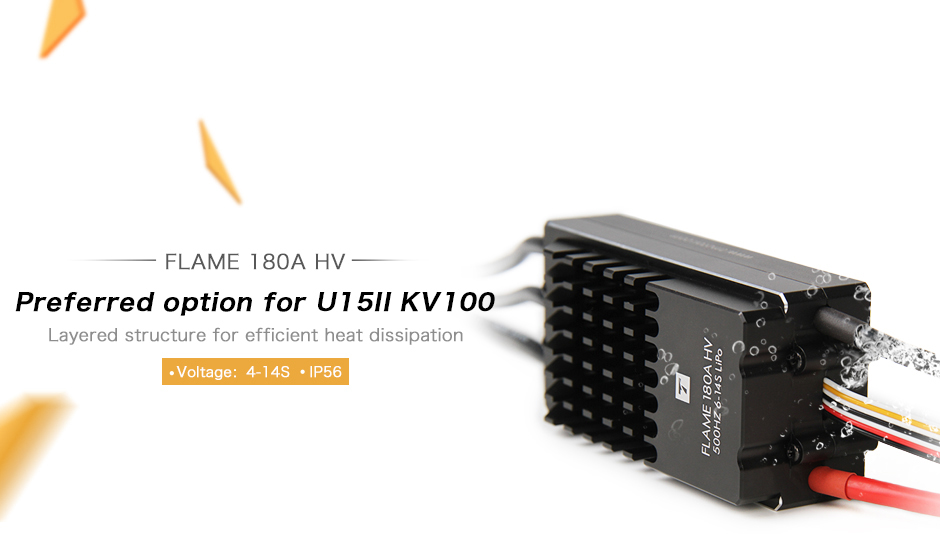 FLAME 180A HV
Preferred option for U15II KV100
Layered structure for efficient heat dissipation
•Voltage: 4-14S •IP56
FLAME 180A HV
500HZ 6-14S LiPo